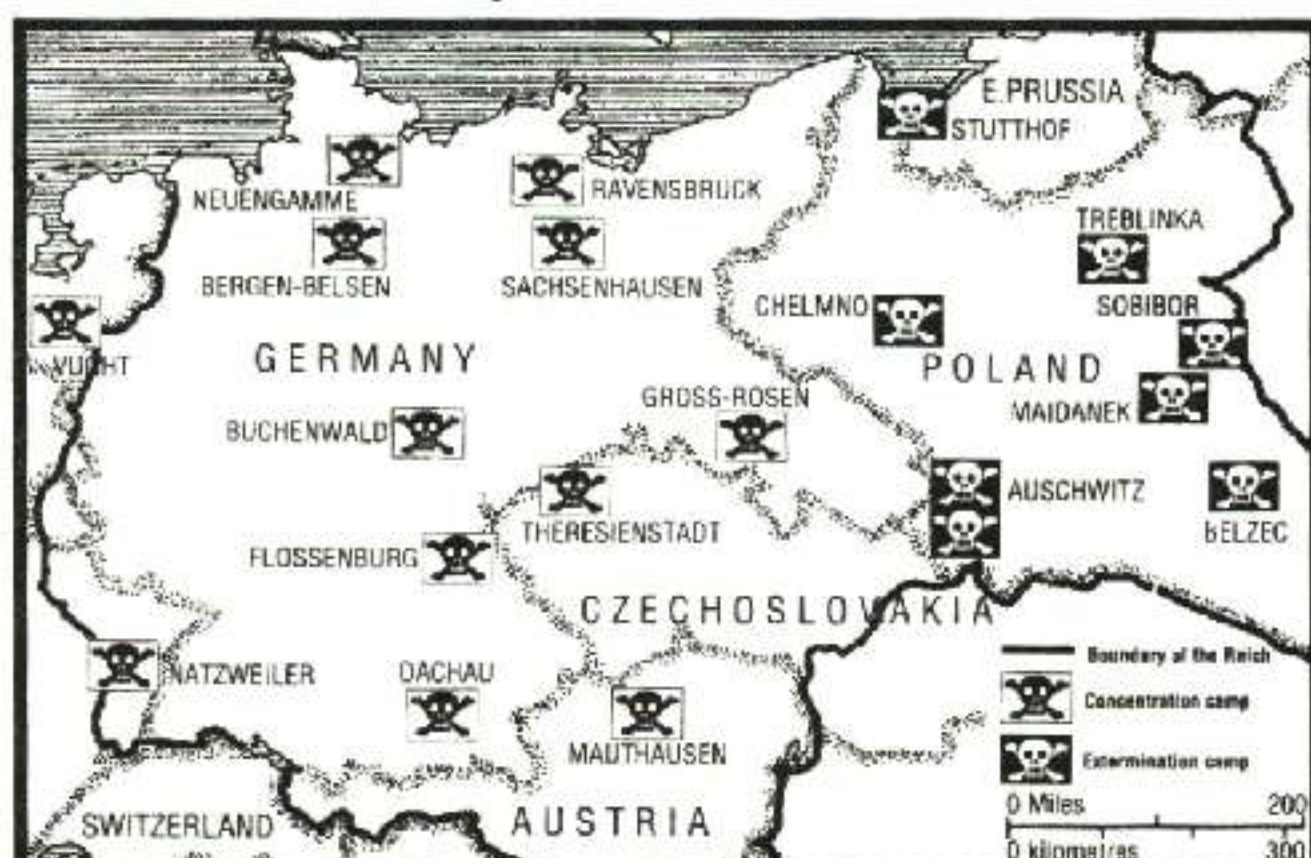 E.PRUSSIA
STUTTHOF
NEUENGAMME
RAVENSBRUCK
TREBLINKA
BERGEN-BELSEN
SACHSENHAUSEN
CHELMNO
SOBIBOR
VUGHT
GERMANY
POLAND
GROSS-ROSEN
MAIDANEK
BUCHENWALD
AUSCHWITZ
THERESIENSTADT
BELZEC
FLOSSENBURG
CZECHOSLOVAKIA
Boundary of the Reich
NATZWEILER
DACHAU
Concentration camp
MAUTHAUSEN
Extermination camp
0 Miles 200
SWITZERLAND
AUSTRIA
0 kilometres 300